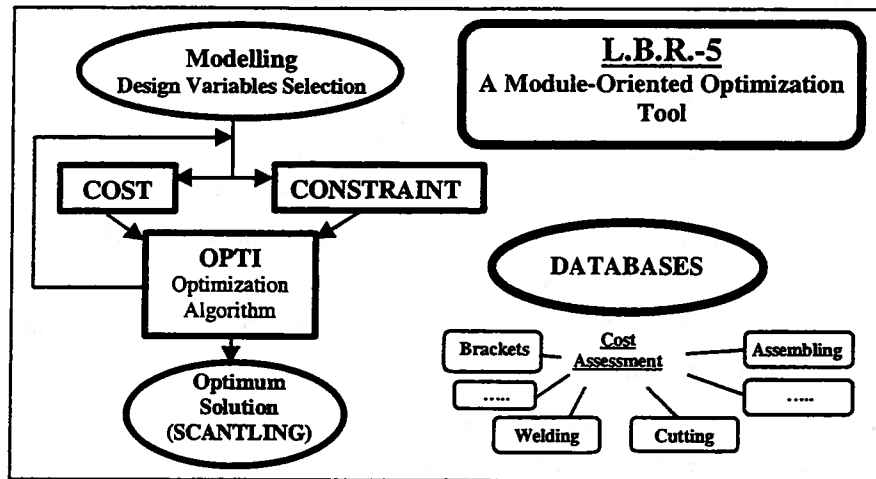 Modelling
Design Variables Selection
L.B.R.-5
A Module-Oriented Optimization
Tool
COST
CONSTRAINT
OPTI
Optimization
Algorithm
DATABASES
Optimum
Solution
(SCANTLING)
Brackets
Cost
Assessment
Assembling
.....
.....
Welding
Cutting